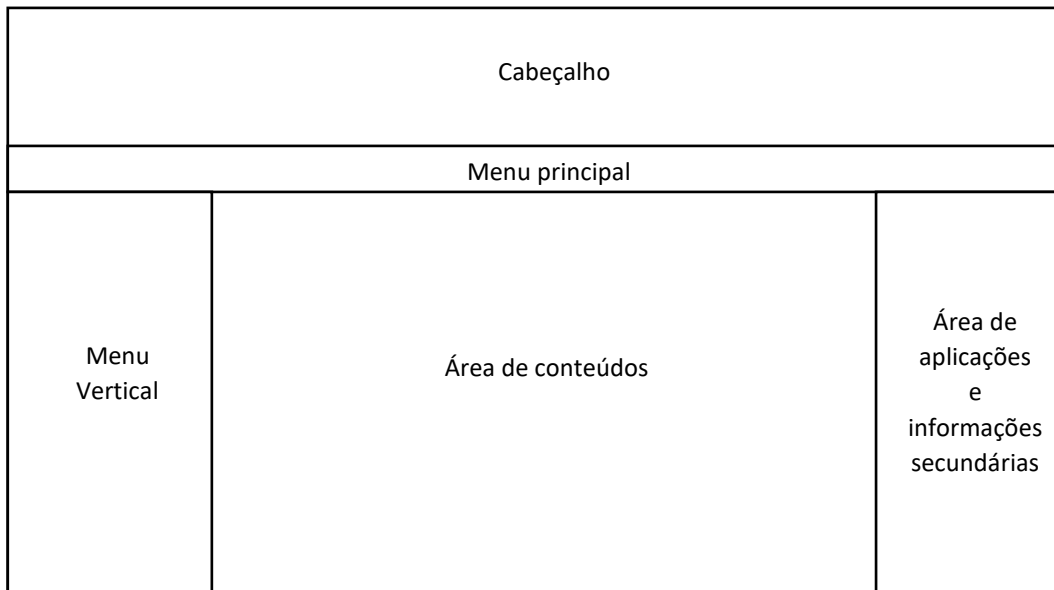 Cabeçalho
Menu principal
Menu
Vertical
Área de conteúdos
Área de
aplicações
e
informações
secundárias